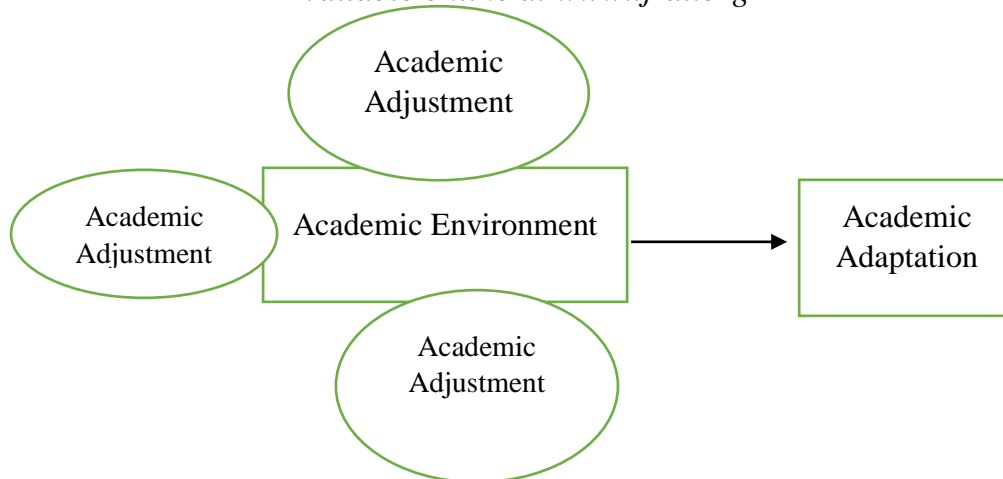 Academic
Adjustment
Academic
Adjustment
Academic Environment
Academic
Adaptation
Academic
Adjustment